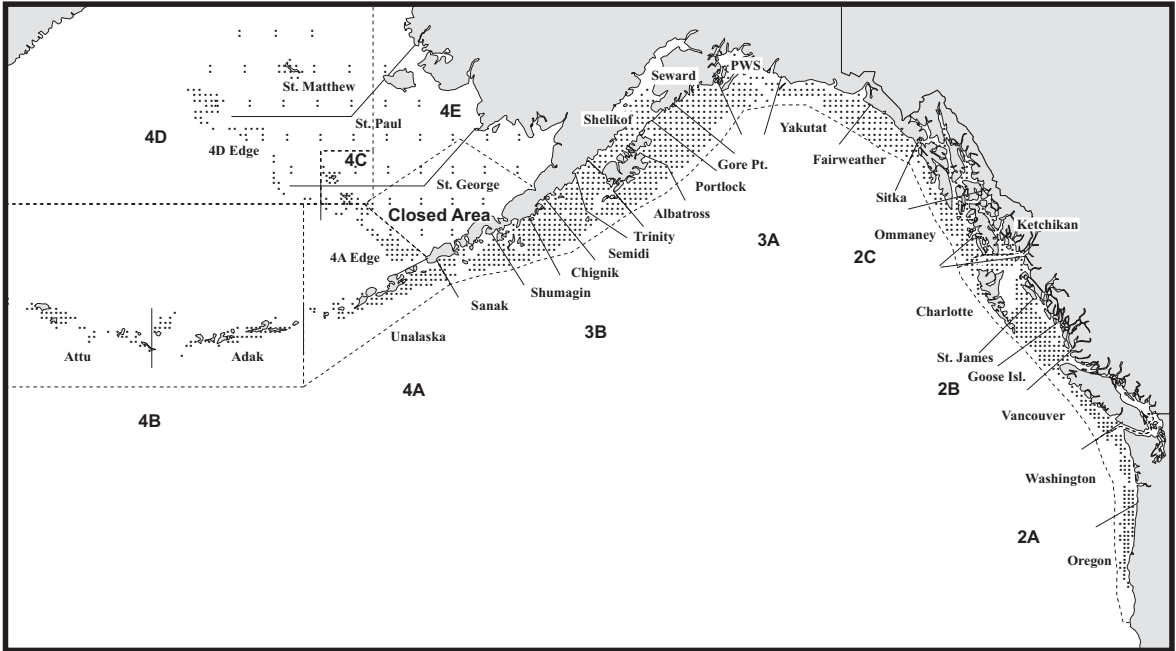 St. Matthew
4D
4E
St. Paul
4D Edge
4C
St. George
Closed Area
4A Edge
Seward
PWS
Shelikof
Yakutat
Gore Pt.
Portlock
Albatross
Fairweather
Sitka
Ketchikan
Trinity
3A
Ommaney
Semidi
2C
Chignik
Shumagin
Sanak
Charlotte
3B
Unalaska
Attu
Adak
St. James
Goose Isl.
4A
2B
Vancouver
4B
Washington
2A
Oregon